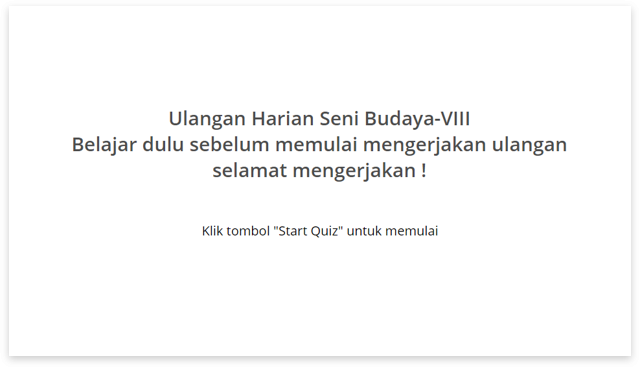 Ulangan Harian Seni Budaya-VIII
Belajar dulu sebelum memulai mengerjakan ulangan
selamat mengerjakan !
Klik tombol "Start Quiz" untuk memulai